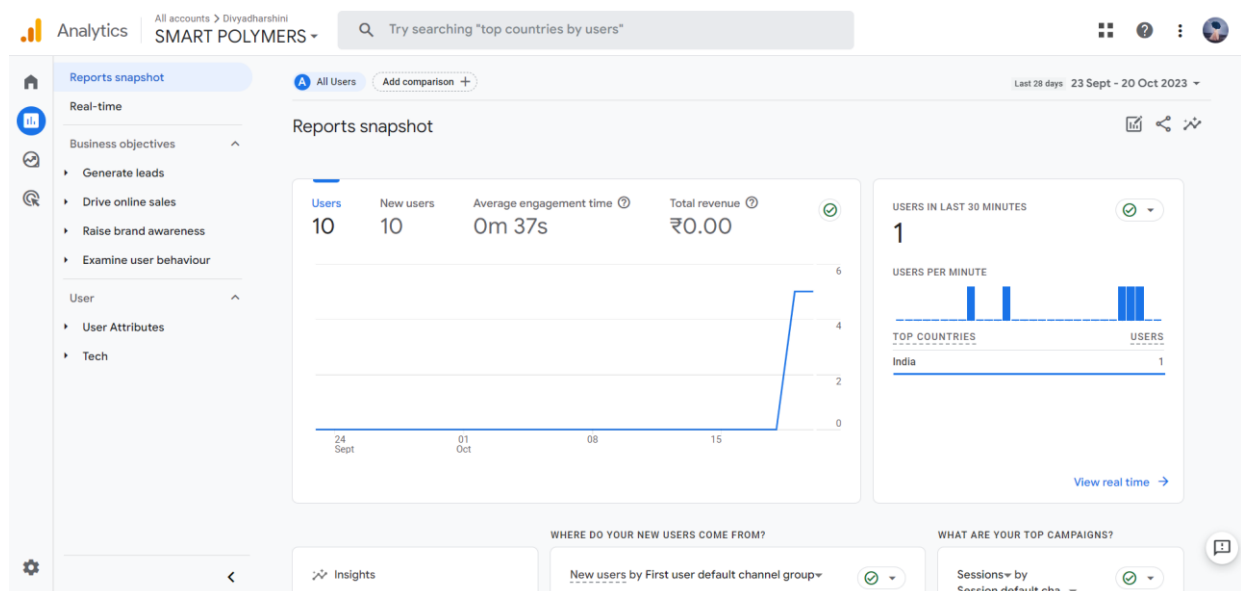 Analytics
All accounts > Divyadharshini
SMART POLYMERS
Try searching "top countries by users"
Reports snapshot
Real-time
Business objectives
Generate leads
Drive online sales
Raise brand awareness
Examine user behaviour
User
User Attributes
Tech
A All Users
Add comparison +
Last 28 days 23 Sept - 20 Oct 2023
Reports snapshot
Users
10
New users
10
Average engagement time
0m 37s
Total revenue
₹0.00
6
4
2
0
24
Sept
01
Oct
08
15
USERS IN LAST 30 MINUTES
1
USERS PER MINUTE
TOP COUNTRIES USERS
India 1
View real time
Insights
WHERE DO YOUR NEW USERS COME FROM?
New users by First user default channel group
WHAT ARE YOUR TOP CAMPAIGNS?
Sessions by
Session default cha...